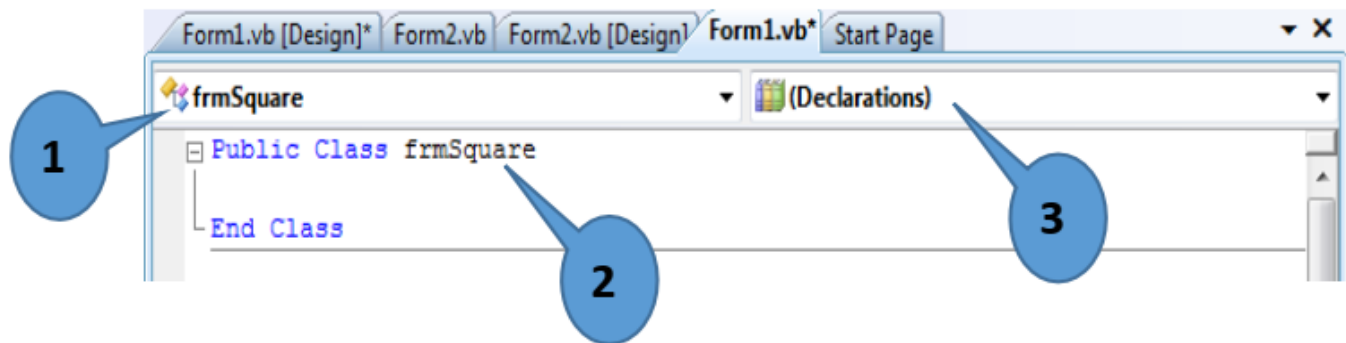 Form1.vb [Design]* Form2.vb Form2.vb [Design] Form1.vb* Start Page
frmSquare (Declarations)
1
Public Class frmSquare
3
End Class
2